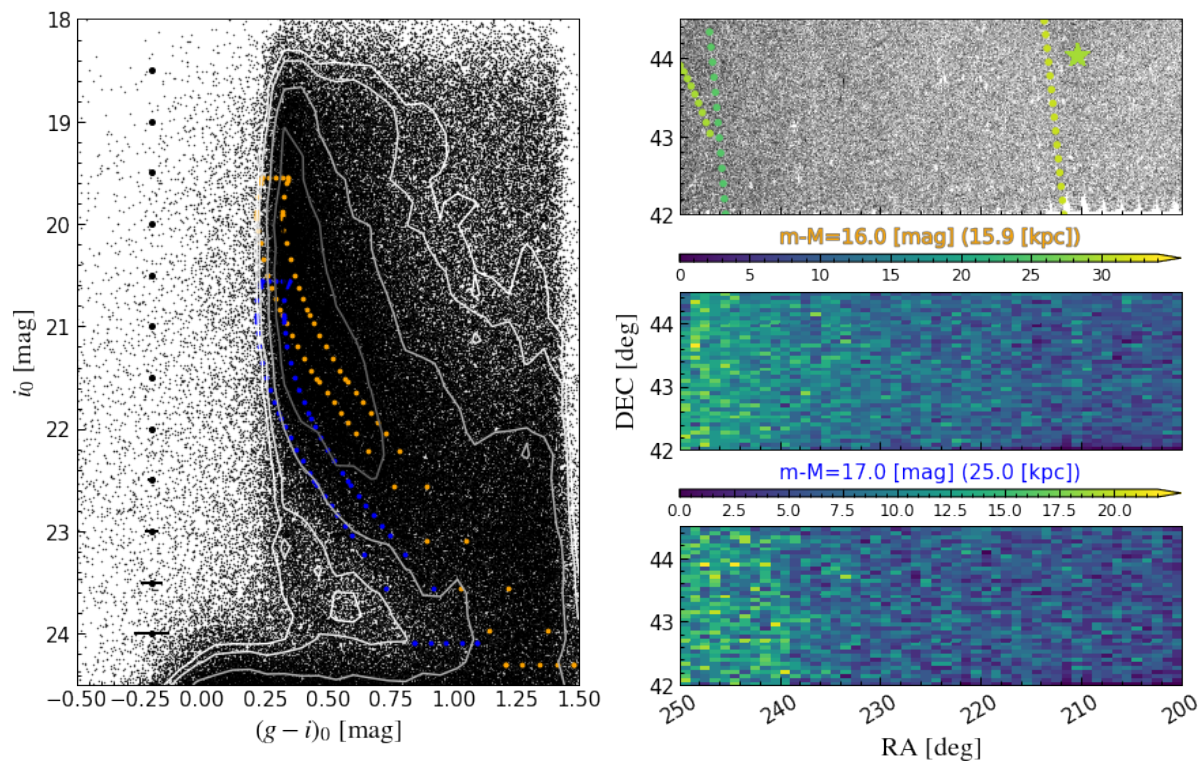 18
19
20
21
22
23
24
i₀ [mag]
−0.50
−0.25
0.00
0.25
0.50
0.75
1.00
1.25
1.50
(g − i)₀ [mag]
44
43
42
m-M=16.0 [mag] (15.9 [kpc])
0 5 10 15 20 25 30
44
43
42
DEC [deg]
m-M=17.0 [mag] (25.0 [kpc])
0.0 2.5 5.0 7.5 10.0 12.5 15.0 17.5 20.0
44
43
42
250 240 230 220 210 200
RA [deg]